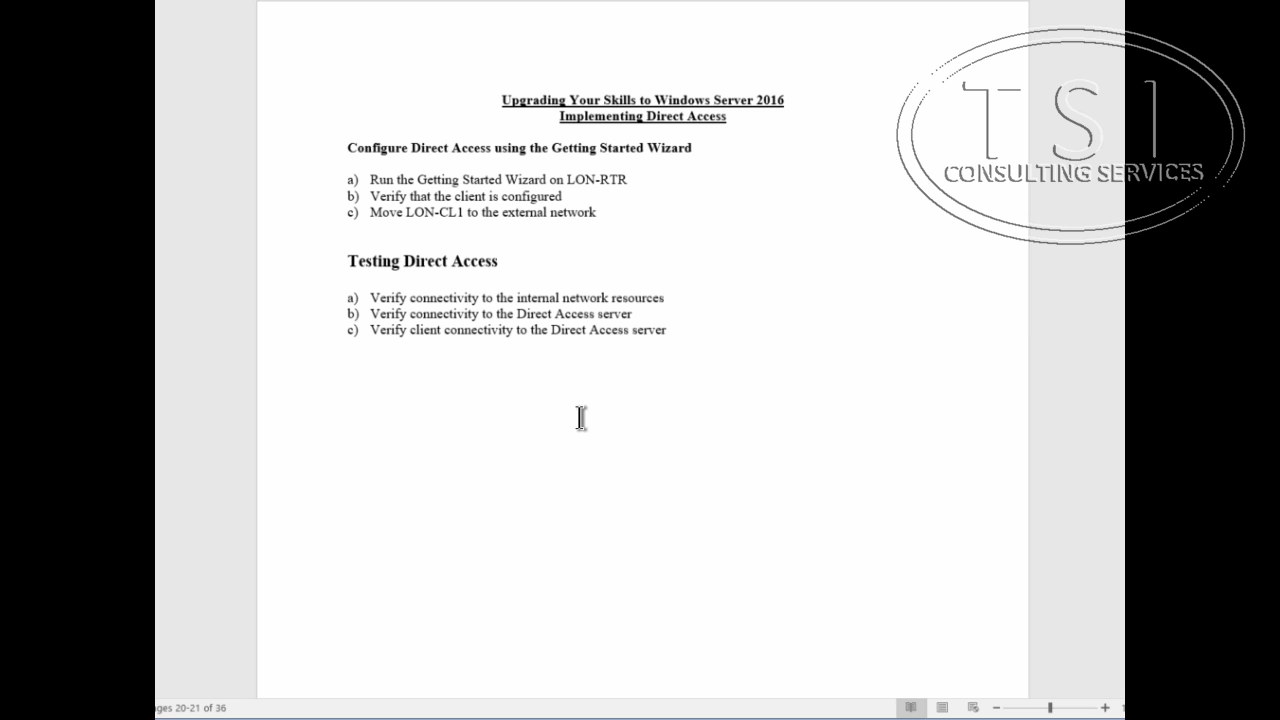 Upgrading Your Skills to Windows Server 2016
Implementing Direct Access
Configure Direct Access using the Getting Started Wizard
a) Run the Getting Started Wizard on LON-RTR
b) Verify that the client is configured
c) Move LON-CL1 to the external network
Testing Direct Access
a) Verify connectivity to the internal network resources
b) Verify connectivity to the Direct Access server
c) Verify client connectivity to the Direct Access server
TSI
CONSULTING SERVICES
ages 20-21 of 36